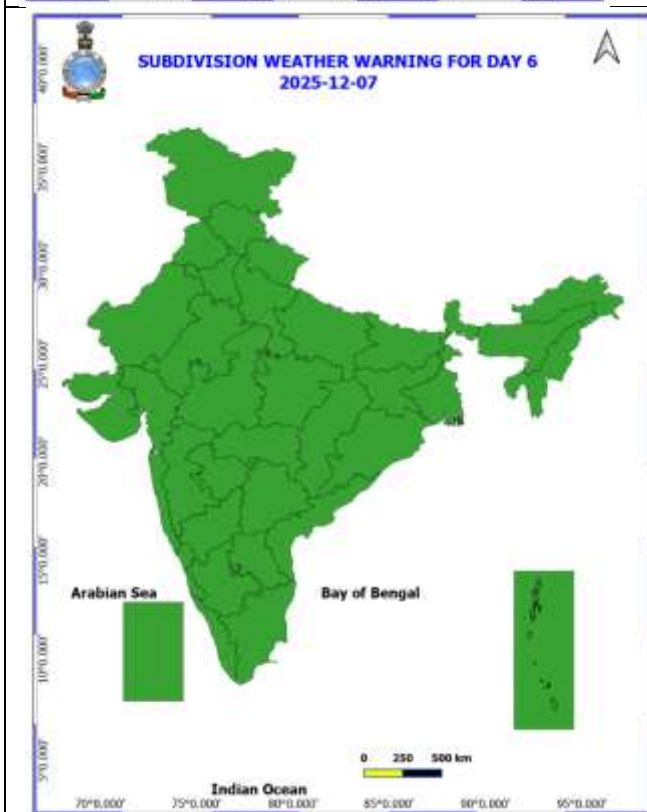 SUBDIVISION WEATHER WARNING FOR DAY 6
2025-12-07
40°0.000'
35°0.000'
30°0.000'
25°0.000'
20°0.000'
15°0.000'
10°0.000'
5°0.000'
Arabian Sea
Bay of Bengal
0 250 500 km
Indian Ocean
70°0.000' 75°0.000' 80°0.000' 85°0.000' 90°0.000' 95°0.000'